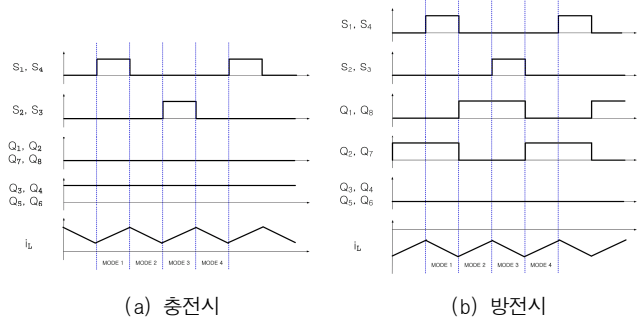 S₁, S₄
S₂, S₃
Q₁, Q₂
Q₇, Q₈
Q₃, Q₄
Q₅, Q₆
i_L
MODE 1 MODE 2 MODE 3 MODE 4
(a) 충전시
S₁, S₄
S₂, S₃
Q₁, Q₈
Q₂, Q₇
Q₃, Q₄
Q₅, Q₆
i_L
MODE 1 MODE 2 MODE 3 MODE 4
(b) 방전시